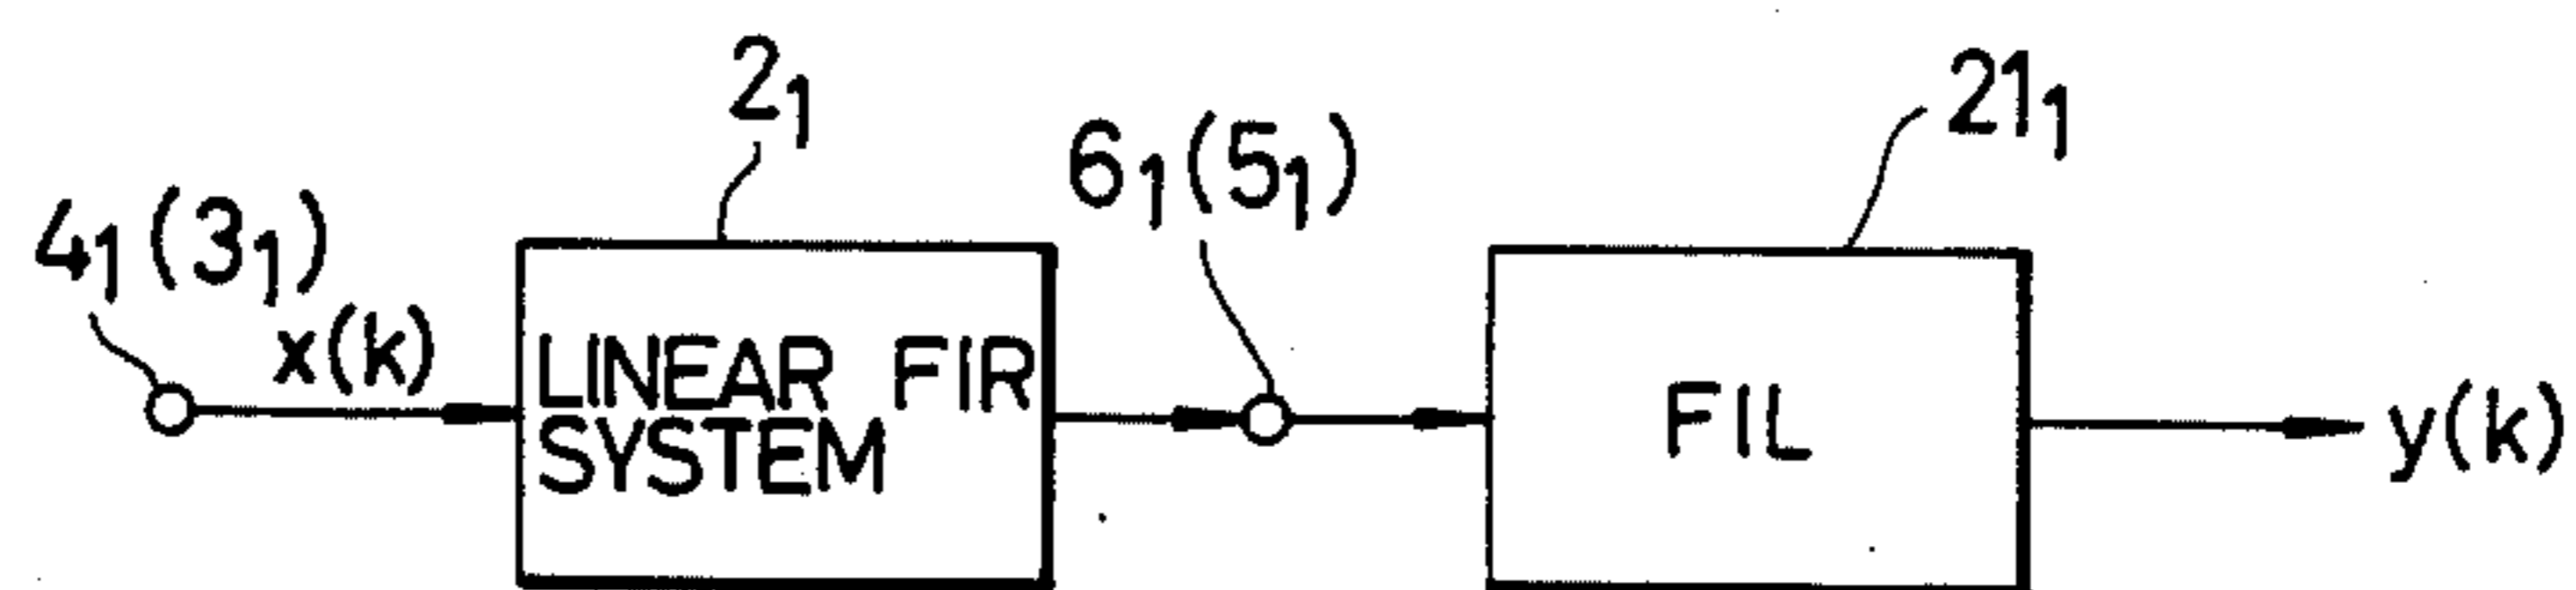 2₁
21₁
6₁(5₁)
4₁(3₁)
x(k)
LINEAR FIR
SYSTEM
FIL
y(k)